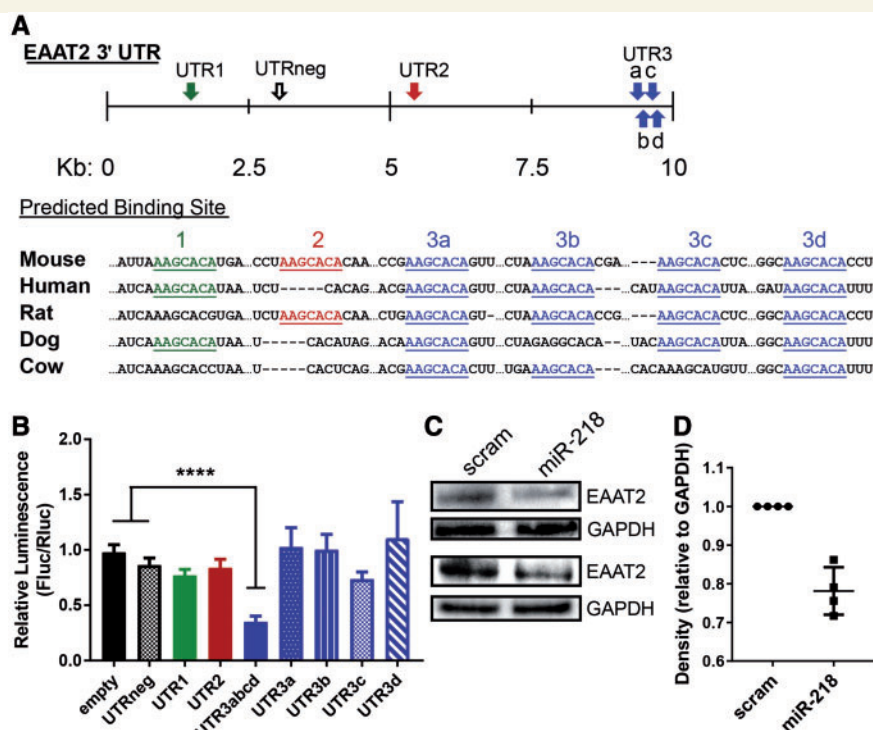 A
EAAT2 3' UTR
UTR1
UTRneg
UTR2
UTR3
a c
b d
Kb: 0 2.5 5 7.5 10
Predicted Binding Site
1 2 3a 3b 3c 3d
Mouse ...AUUAAAGCACAUGA...CCUAAGCACACAA...CCGAAGCACAGUU...CUAAAGCACACGA...---AAGCACACUC...GGCAAGCACACCU
Human ...AUCAAAGCACAUAA...UCU-----CACAG...ACGAAGCACAGUU...CUAAAGCACA---...CAUAAGCACAUUA...GAUAAGCACAUUU
Rat ...AUCAAAGCACGUGA...UCUAAGCACACAA...CUGAAGCACAGU-...CUAAAGCACACCG...---AAGCACACUC...GGCAAGCACACCU
Dog ...AUCAAAGCACAUAA...U-----CACAUAG...ACAAAGCACAGUU...CUAGAGGCACA---...UACAAGCACAUUA...GGCAAGCACAUUU
Cow ...AUCAAAGCACCUAA...U-----CACUCAG...ACGAAGCACACUU...UGAAAGCACA---...CACAAAGCAUGUU...GGCAAGCACAUUU
B
Relative Luminescence
(Fluc/Rluc)
2.0
1.5
1.0
0.5
0.0
****
empty
UTRneg
UTR1
UTR2
UTR3abcd
UTR3a
UTR3b
UTR3c
UTR3d
C
scram miR-218
EAAT2
GAPDH
EAAT2
GAPDH
D
Density (relative to GAPDH)
1.1
1.0
0.9
0.8
0.7
0.6
scram
miR-218